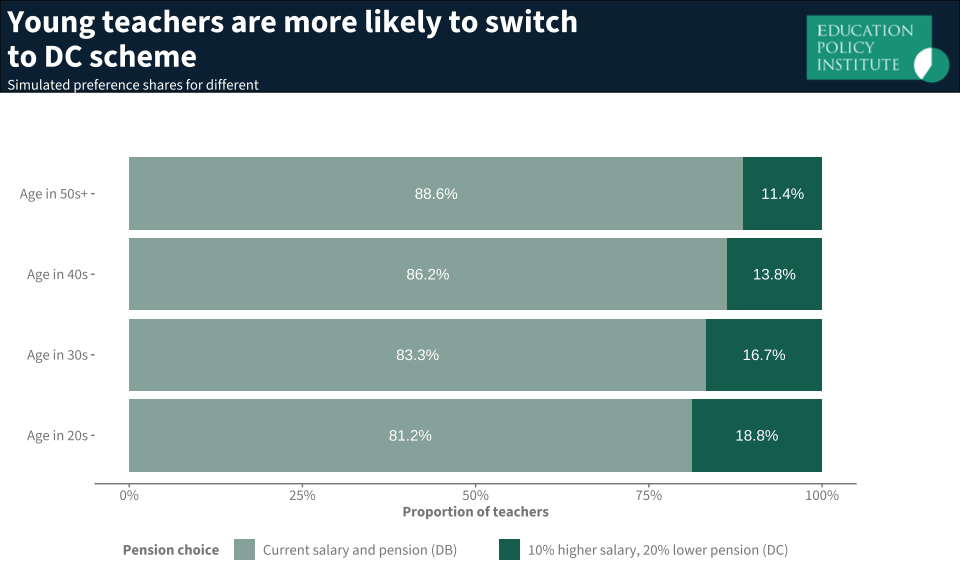 Young teachers are more likely to switch
to DC scheme
Simulated preference shares for different
EDUCATION
POLICY
INSTITUTE
Age in 50s+
88.6%
11.4%
Age in 40s
86.2%
13.8%
Age in 30s
83.3%
16.7%
Age in 20s
81.2%
18.8%
0%
25%
50%
75%
100%
Proportion of teachers
Pension choice
Current salary and pension (DB)
10% higher salary, 20% lower pension (DC)